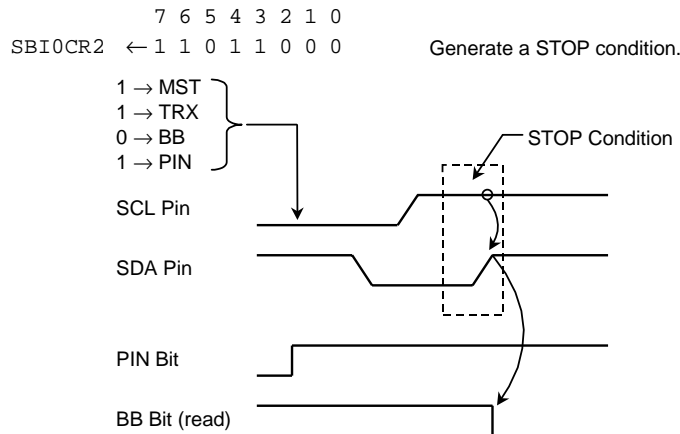 7 6 5 4 3 2 1 0
SBI0CR2 ← 1 1 0 1 1 0 0 0 Generate a STOP condition.
1 → MST
1 → TRX
0 → BB
1 → PIN
STOP Condition
SCL Pin
SDA Pin
PIN Bit
BB Bit (read)